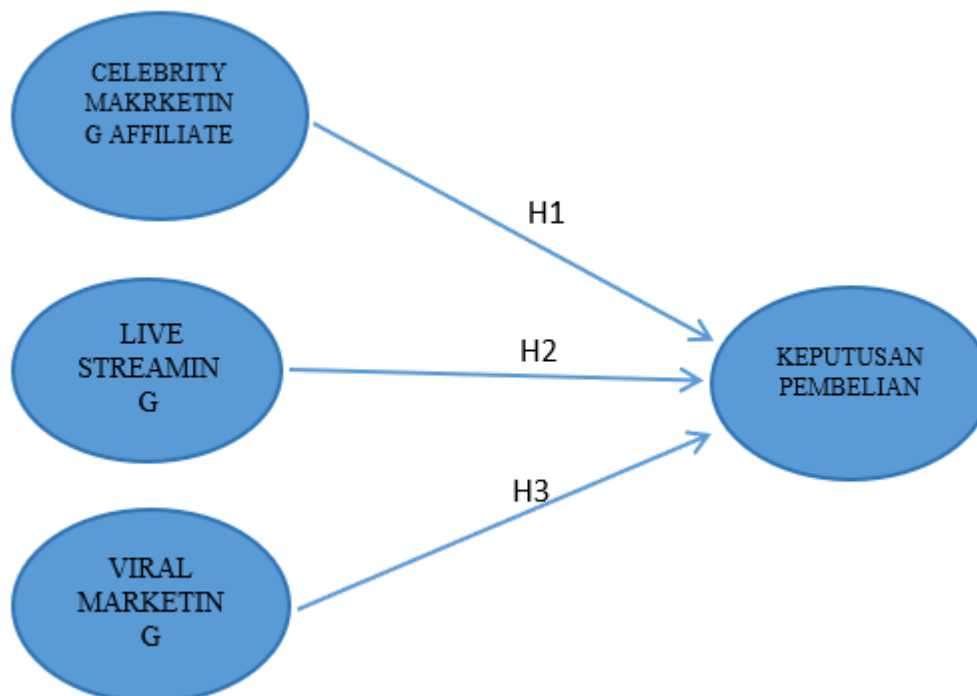 CELEBRITY
MAKRKETIN
G AFFILIATE
H1
LIVE
STREAMIN
G
H2
KEPUTUSAN
PEMBELIAN
H3
VIRAL
MARKETIN
G